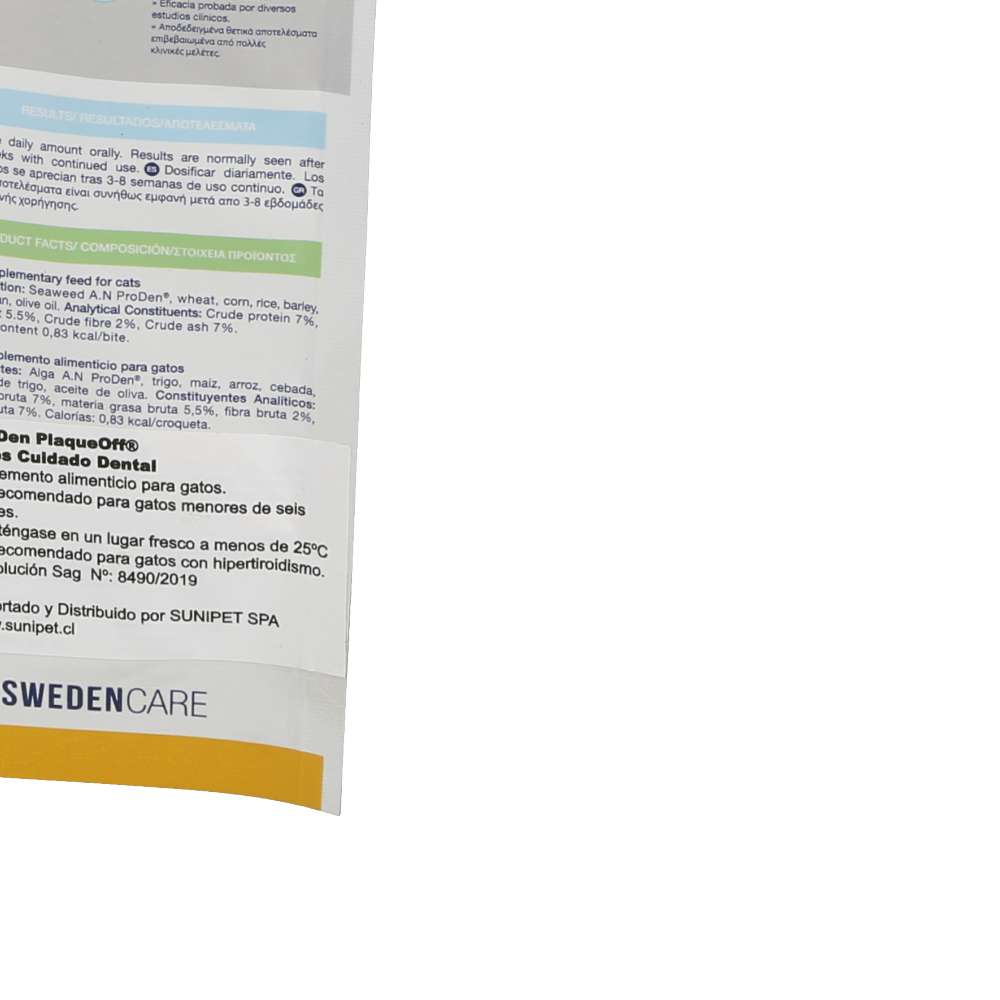 » Eficacia probada por diversos
estudios clínicos.
» Αποδεδειγμένα θετικά αποτελέσματα
επιβεβαιωμένα από πολλές
κλινικές μελέτες.
RESULTS/ RESULTADOS/ΑΠΟΤΕΛΕΣΜΑΤΑ
daily amount orally. Results are normally seen after
ks with continued use. ES Dosificar diariamente. Los
os se aprecian tras 3-8 semanas de uso continuo. GR Τα
ποτελέσματα είναι συνήθως εμφανή μετά απο 3-8 εβδομάδες
νής χορήγησης.
DUCT FACTS/ COMPOSICIÓN/ΣΤΟΙΧΕΙΑ ΠΡΟΪΟΝΤΟΣ
plementary feed for cats
tion: Seaweed A.N ProDen®, wheat, corn, rice, barley,
n, olive oil. Analytical Constituents: Crude protein 7%,
t 5.5%, Crude fibre 2%, Crude ash 7%.
ontent 0,83 kcal/bite.
plemento alimenticio para gatos
tes: Alga A.N ProDen®, trigo, maiz, arroz, cebada,
de trigo, aceite de oliva. Constituyentes Analíticos:
bruta 7%, materia grasa bruta 5,5%, fibra bruta 2%,
uta 7%. Calorías: 0,83 kcal/croqueta.
Den PlaqueOff®
s Cuidado Dental
emento alimenticio para gatos.
ecomendado para gatos menores de seis
es.
téngase en un lugar fresco a menos de 25ºC
ecomendado para gatos con hipertiroidismo.
olución Sag Nº: 8490/2019
ortado y Distribuido por SUNIPET SPA
.sunipet.cl
SWEDENCARE